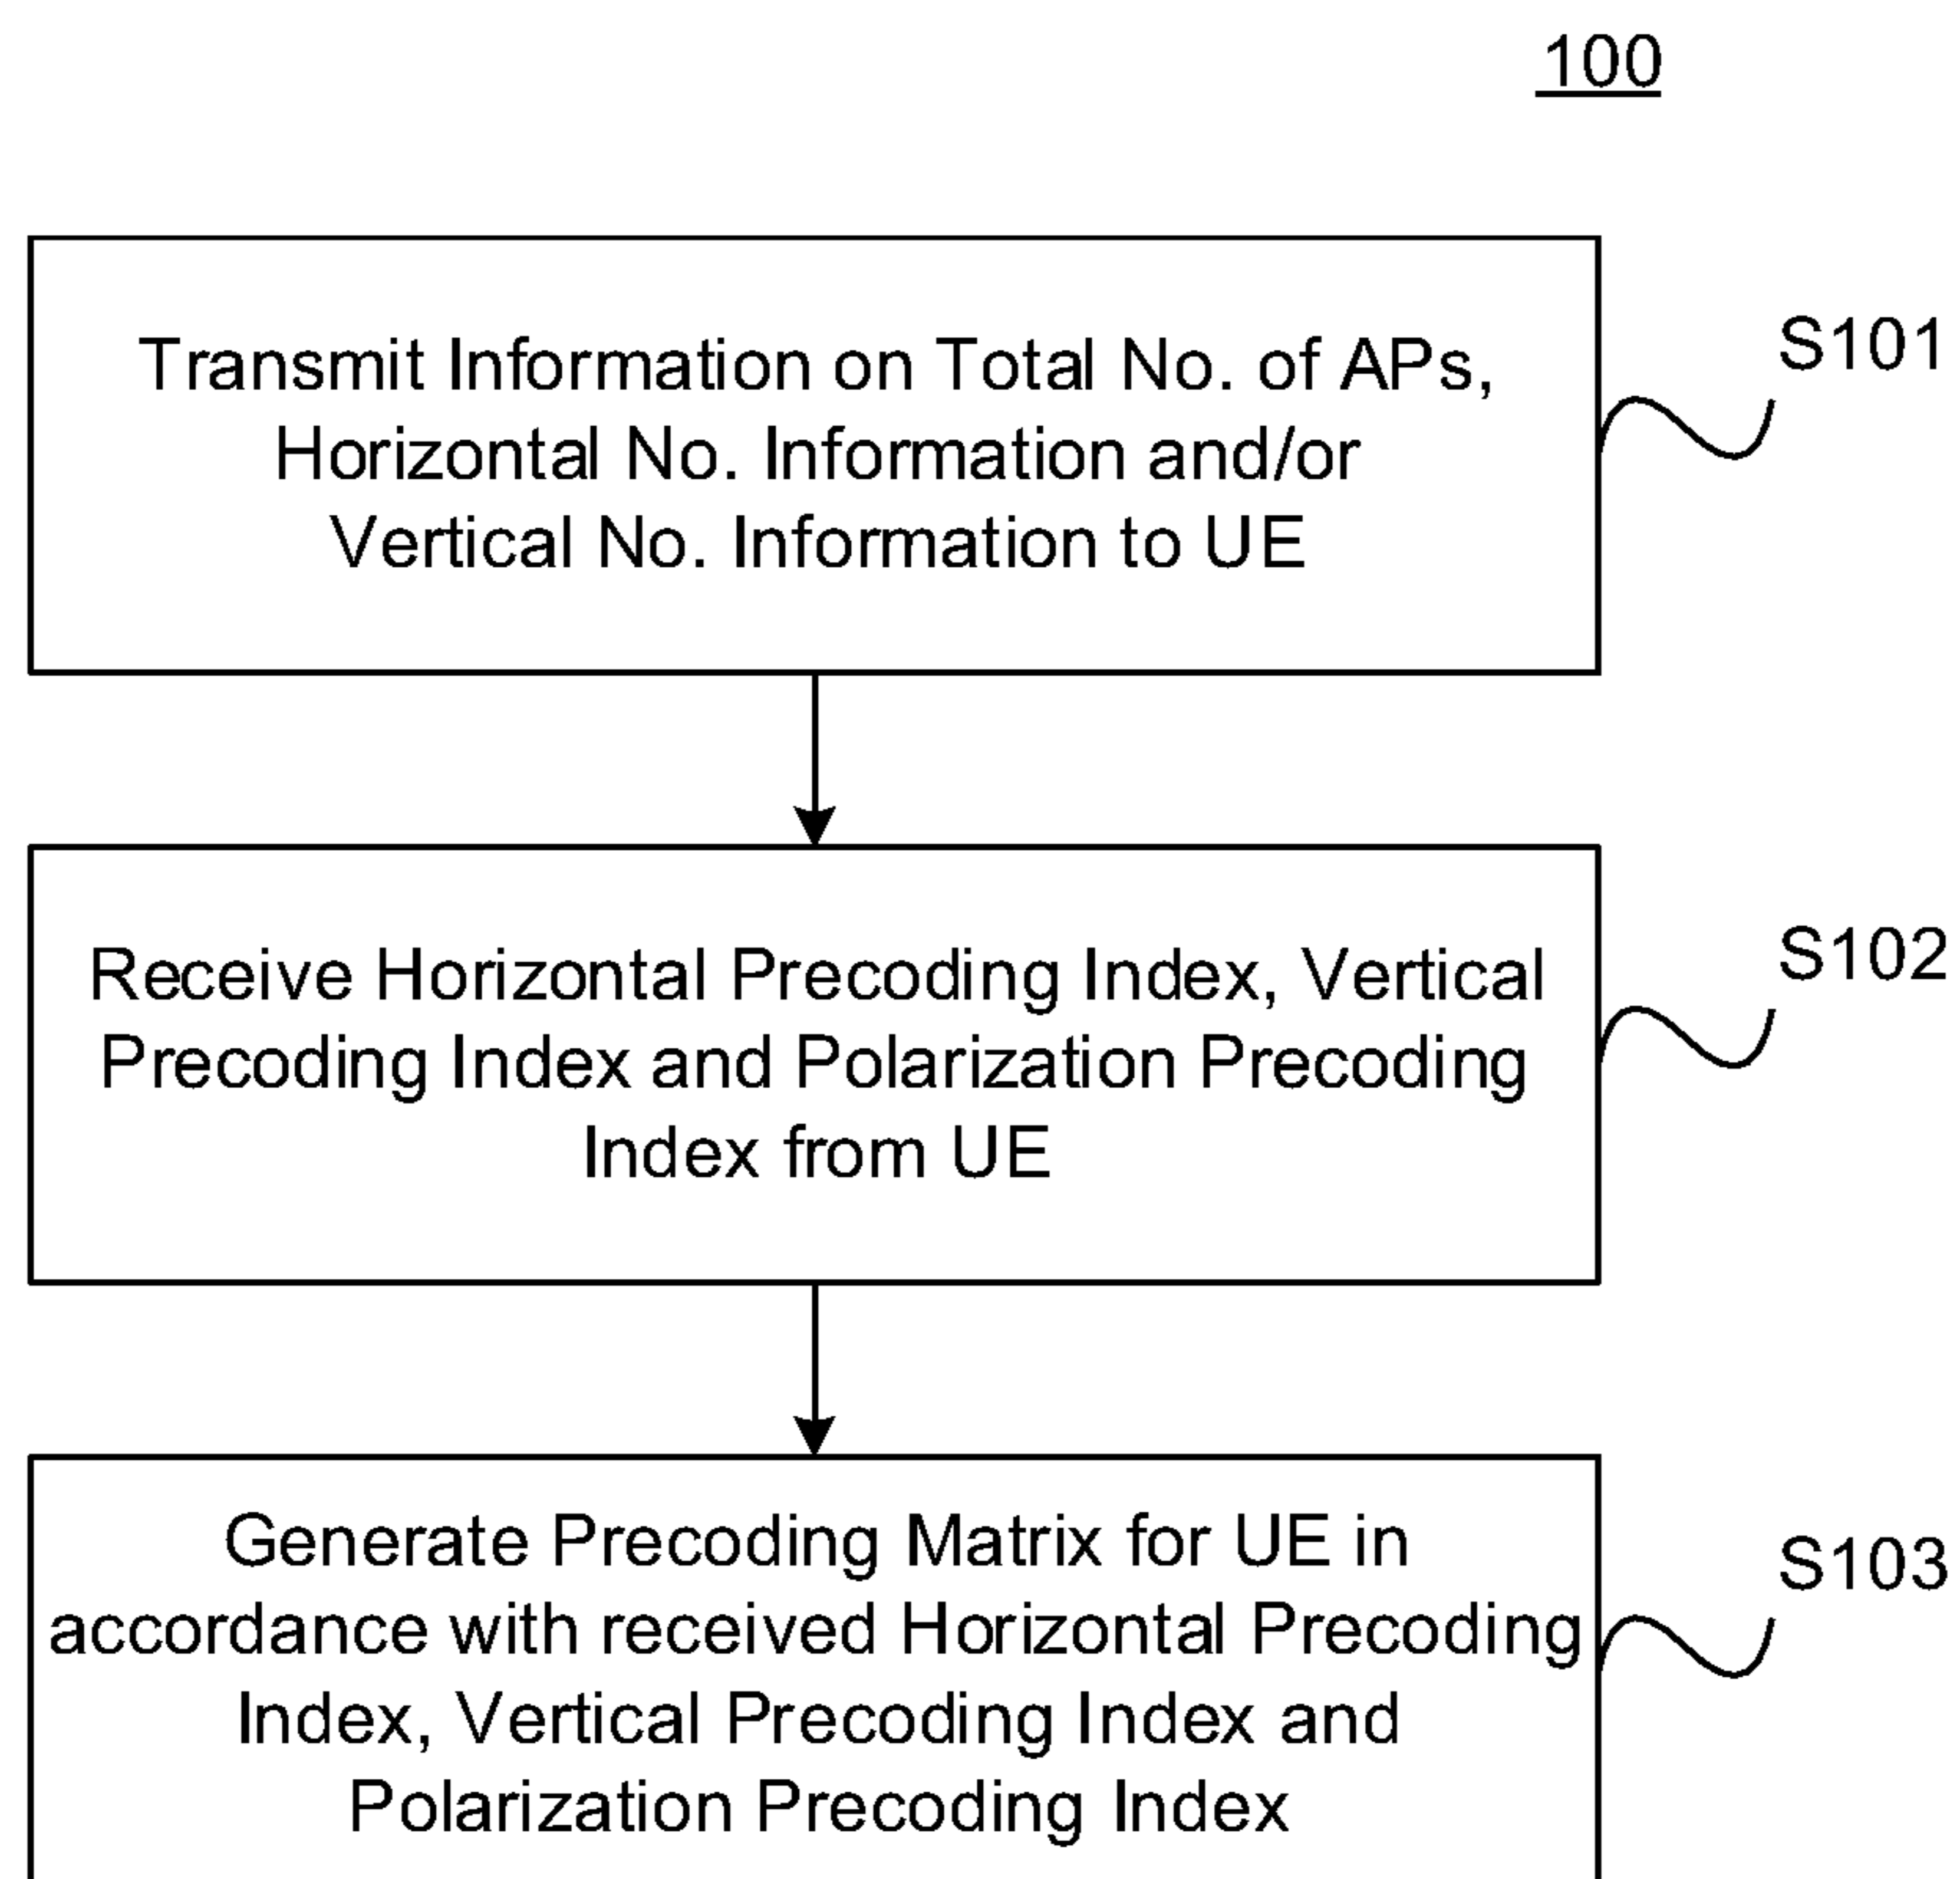 100
Transmit Information on Total No. of APs,
Horizontal No. Information and/or
Vertical No. Information to UE
S101
Receive Horizontal Precoding Index, Vertical
Precoding Index and Polarization Precoding
Index from UE
S102
Generate Precoding Matrix for UE in
accordance with received Horizontal Precoding
Index, Vertical Precoding Index and
Polarization Precoding Index
S103